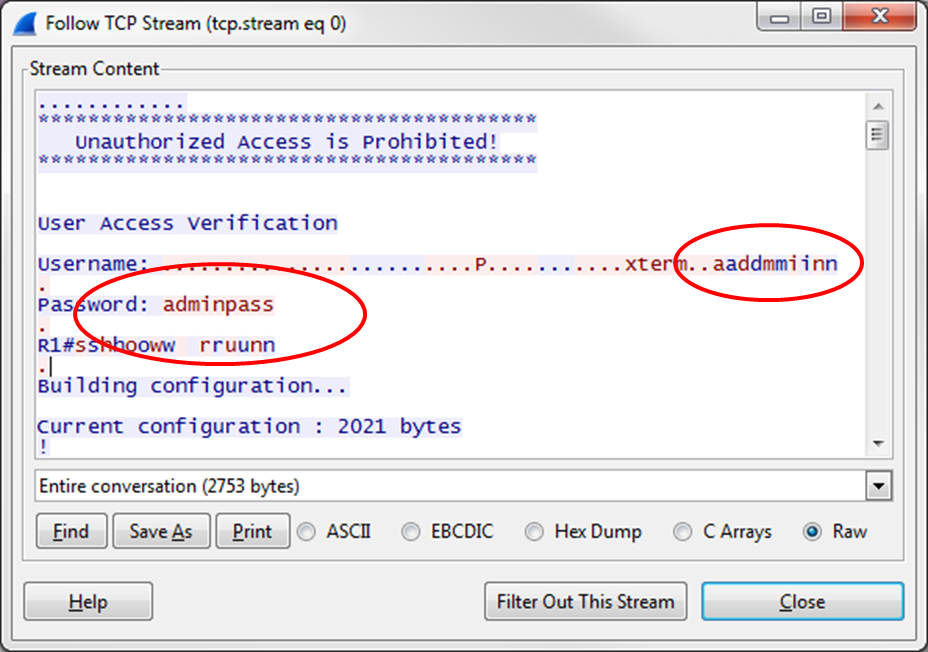 Follow TCP Stream (tcp.stream eq 0)
Stream Content
............
****************************************
Unauthorized Access is Prohibited!
****************************************
User Access Verification
Username: ..........................P...........xterm..aaddmmiinn
.
Password: adminpass
.
R1#sshhooww  rruunn
.
Building configuration...
Current configuration : 2021 bytes
!
Entire conversation (2753 bytes)
Find Save As Print ASCII EBCDIC Hex Dump C Arrays Raw
Help Filter Out This Stream Close